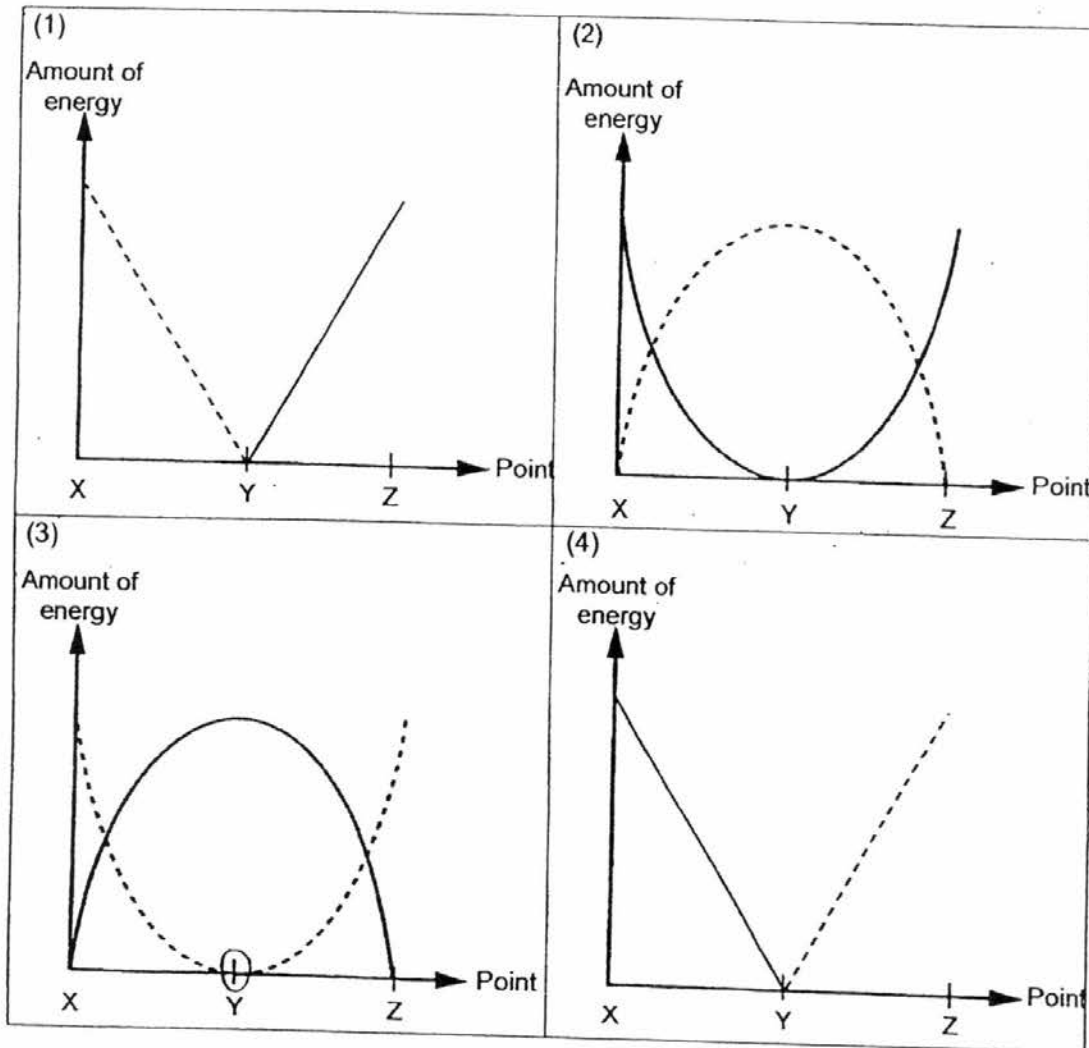 (1)
Amount of
energy
Point
X
Y
Z
(2)
Amount of
energy
Point
X
Y
Z
(3)
Amount of
energy
Point
X
Y
Z
(4)
Amount of
energy
Point
X
Y
Z